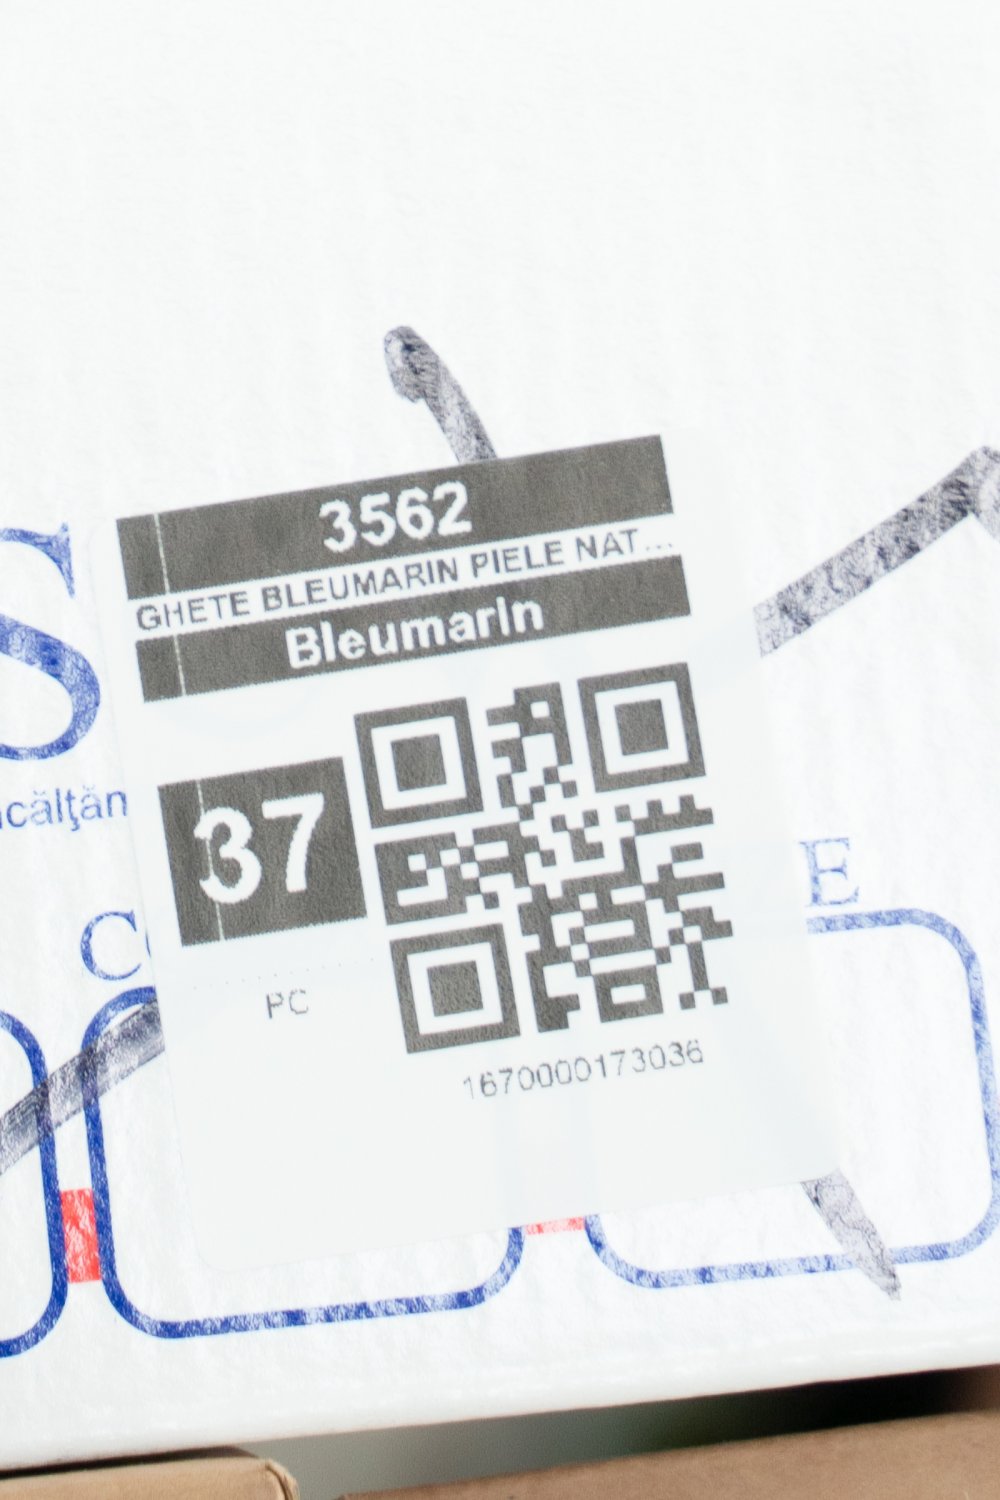 3562
GHETE BLEUMARIN PIELE NAT...
Bleumarin
S
37
E
PC
1670000173036